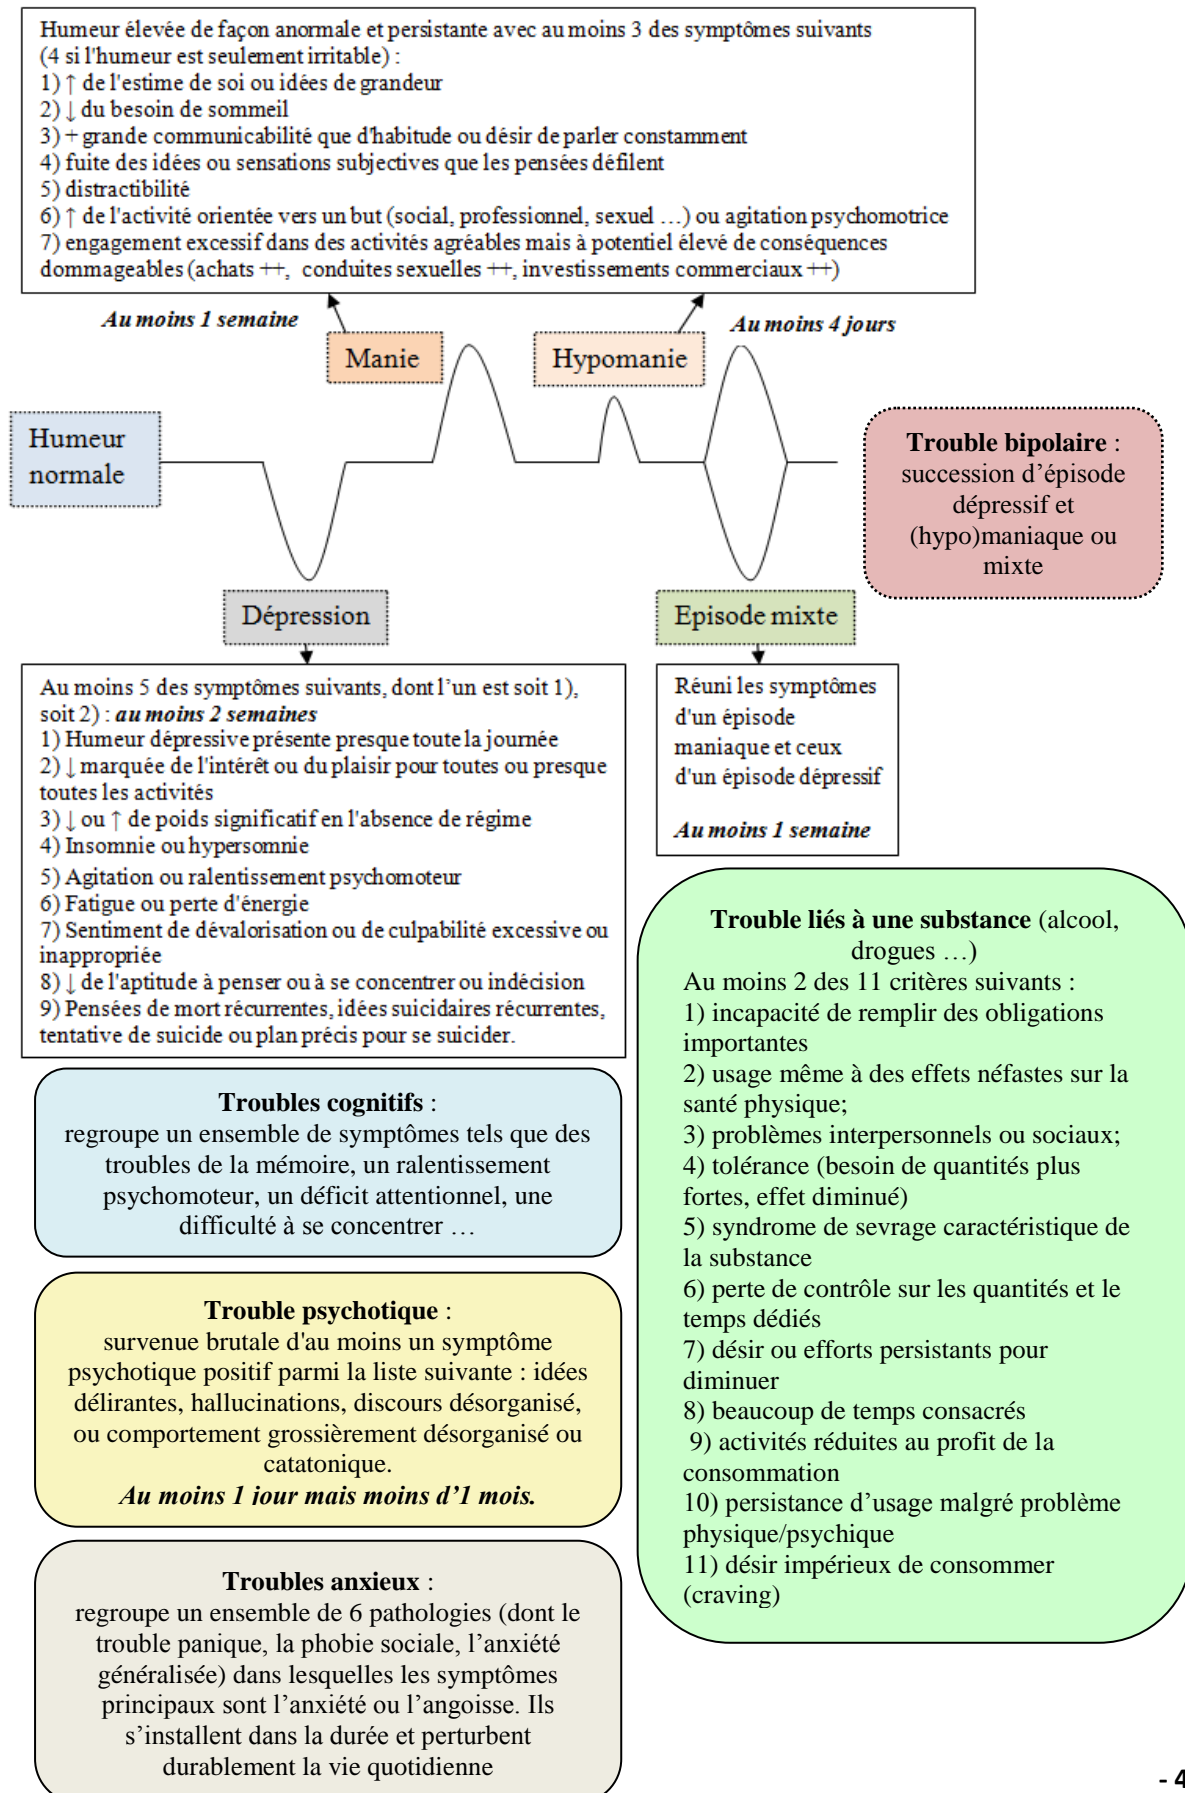 Humeur élevée de façon anormale et persistante avec au moins 3 des symptômes suivants
(4 si l'humeur est seulement irritable) :
1) ↑ de l'estime de soi ou idées de grandeur
2) ↓ du besoin de sommeil
3) + grande communicabilité que d'habitude ou désir de parler constamment
4) fuite des idées ou sensations subjectives que les pensées défilent
5) distractibilité
6) ↑ de l'activité orientée vers un but (social, professionnel, sexuel …) ou agitation psychomotrice
7) engagement excessif dans des activités agréables mais à potentiel élevé de conséquences
dommageables (achats ++, conduites sexuelles ++, investissements commerciaux ++)
Au moins 1 semaine
Au moins 4 jours
Manie
Hypomanie
Humeur
normale
Trouble bipolaire :
succession d'épisode
dépressif et
(hypo)maniaque ou
mixte
Dépression
Episode mixte
Au moins 5 des symptômes suivants, dont l'un est soit 1),
soit 2) : au moins 2 semaines
1) Humeur dépressive présente presque toute la journée
2) ↓ marquée de l'intérêt ou du plaisir pour toutes ou presque
toutes les activités
3) ↓ ou ↑ de poids significatif en l'absence de régime
4) Insomnie ou hypersomnie
5) Agitation ou ralentissement psychomoteur
6) Fatigue ou perte d'énergie
7) Sentiment de dévalorisation ou de culpabilité excessive ou
inappropriée
8) ↓ de l'aptitude à penser ou à se concentrer ou indécision
9) Pensées de mort récurrentes, idées suicidaires récurrentes,
tentative de suicide ou plan précis pour se suicider.
Réuni les symptômes
d'un épisode
maniaque et ceux
d'un épisode dépressif
Au moins 1 semaine
Trouble liés à une substance (alcool,
drogues …)
Au moins 2 des 11 critères suivants :
1) incapacité de remplir des obligations
importantes
2) usage même à des effets néfastes sur la
santé physique;
3) problèmes interpersonnels ou sociaux;
4) tolérance (besoin de quantités plus
fortes, effet diminué)
5) syndrome de sevrage caractéristique de
la substance
6) perte de contrôle sur les quantités et le
temps dédiés
7) désir ou efforts persistants pour
diminuer
8) beaucoup de temps consacrés
9) activités réduites au profit de la
consommation
10) persistance d'usage malgré problème
physique/psychique
11) désir impérieux de consommer
(craving)
Troubles cognitifs :
regroupe un ensemble de symptômes tels que des
troubles de la mémoire, un ralentissement
psychomoteur, un déficit attentionnel, une
difficulté à se concentrer …
Trouble psychotique :
survenue brutale d'au moins un symptôme
psychotique positif parmi la liste suivante : idées
délirantes, hallucinations, discours désorganisé,
ou comportement grossièrement désorganisé ou
catatonique.
Au moins 1 jour mais moins d'1 mois.
Troubles anxieux :
regroupe un ensemble de 6 pathologies (dont le
trouble panique, la phobie sociale, l'anxiété
généralisée) dans lesquelles les symptômes
principaux sont l'anxiété ou l'angoisse. Ils
s'installent dans la durée et perturbent
durablement la vie quotidienne
- 4